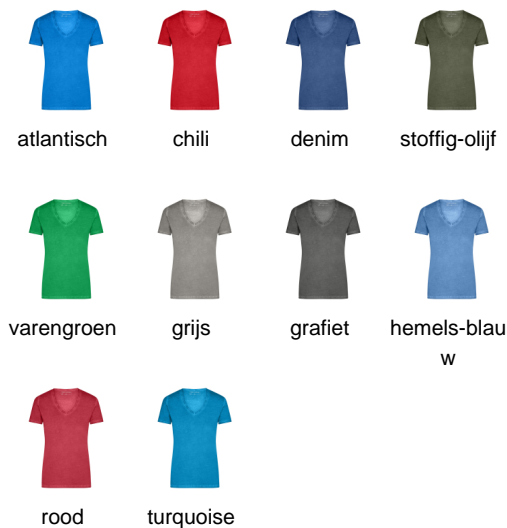 atlantisch chili denim stoffig-olijf
varengroen grijs grafiet hemels-blau
w
rood turquoise